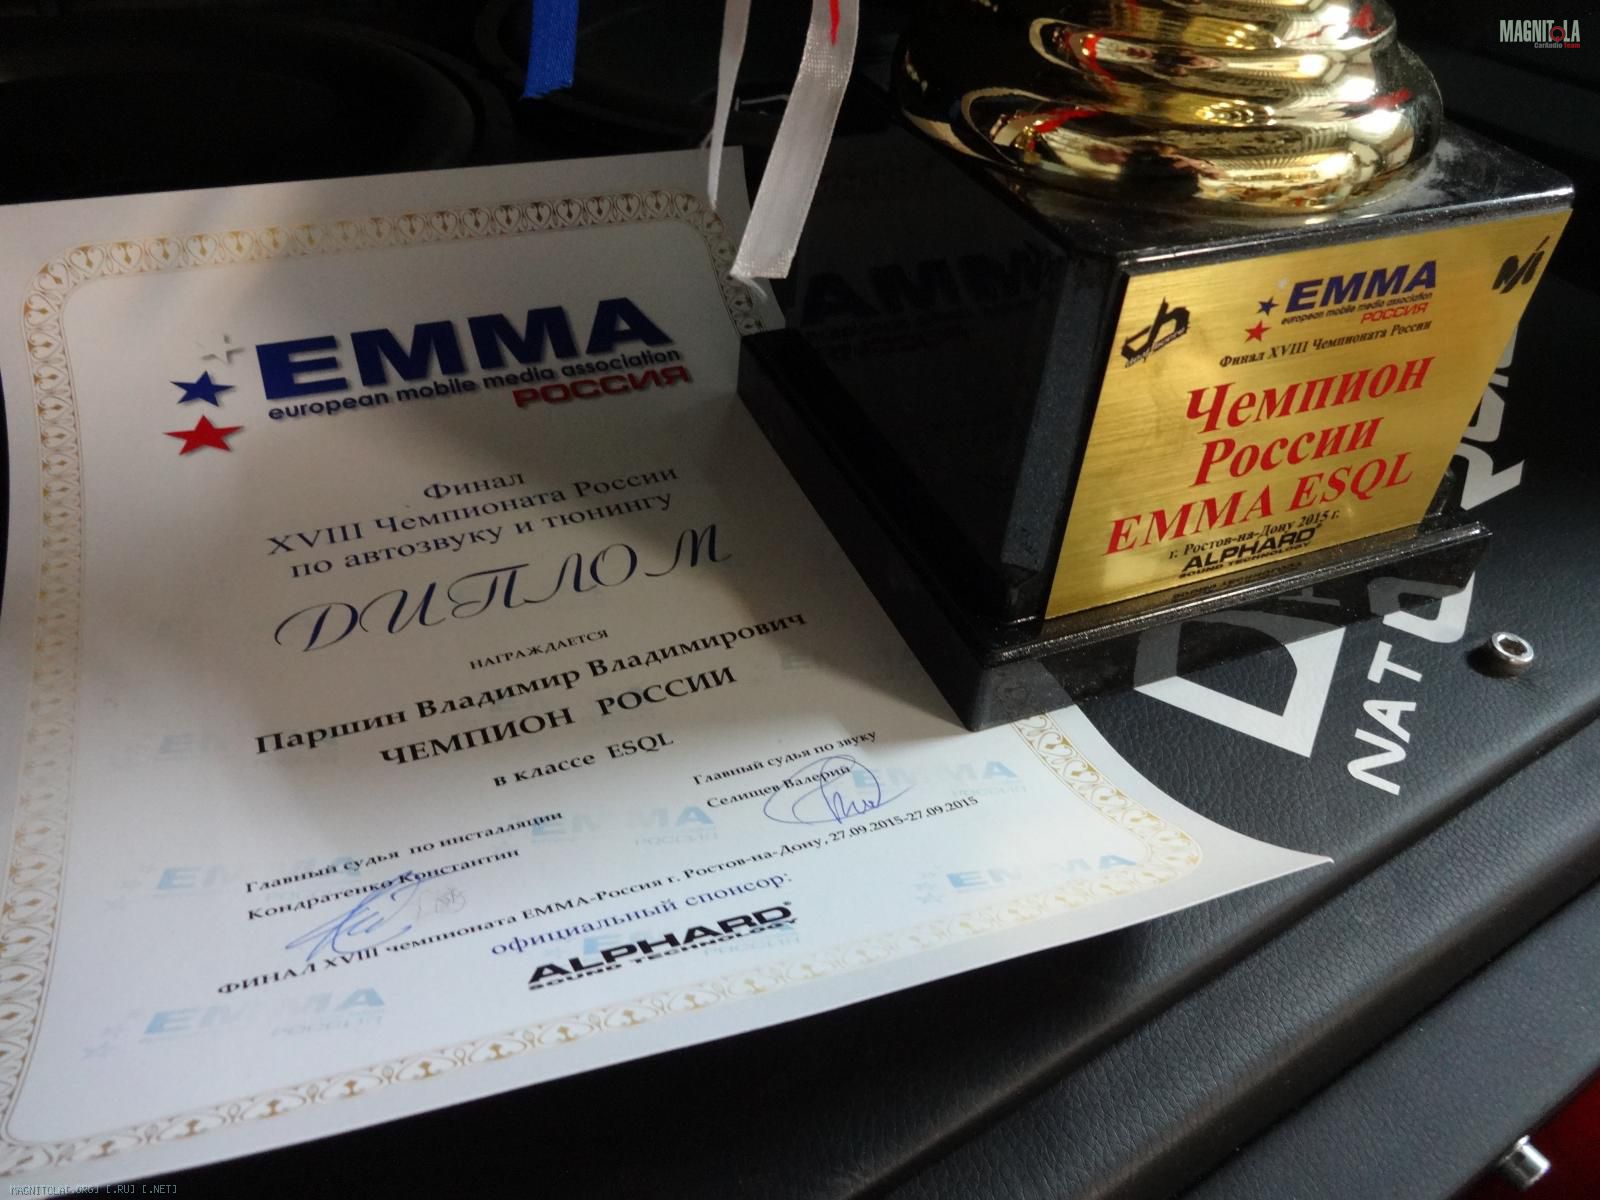 MAGNITOLA
CarAudio Team
EMMA
european mobile media association
РОССИЯ
Финал
XVIII Чемпионата России
по автозвуку и тюнингу
ДИПЛОМ
НАГРАЖДАЕТСЯ
Паршин Владимир Владимирович
ЧЕМПИОН РОССИИ
в классе ESQL
Главный судья по звуку
Селищев Валерий
Главный судья по инсталляции
Кондратенко Константин
ФИНАЛ XVIII чемпионата ЕММА-Россия г. Ростов-на-Дону, 27.09.2015-27.09.2015
официальный спонсор:
ALPHARD
SOUND TECHNOLOGY
EMMA
european mobile media association
РОССИЯ
Финал XVIII Чемпионата России
Чемпион
России
EMMA ESQL
г. Ростов-на-Дону 2015 г.
ALPHARD
SOUND TECHNOLOGY
NAT
MAGNITOLA[.ORG] [.RU] [.NET]